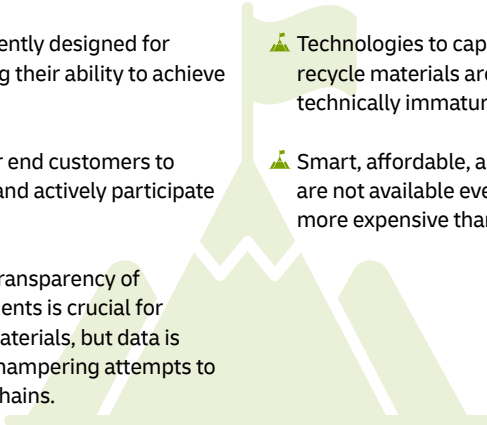 ently designed for
g their ability to achieve
r end customers to
and actively participate
ransparency of
ents is crucial for
aterials, but data is
hampering attempts to
hains.
Technologies to cap
recycle materials are
technically immatur
Smart, affordable, a
are not available eve
more expensive than